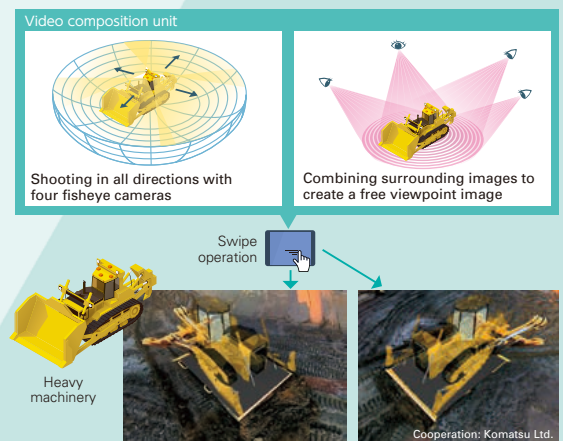 Video composition unit
Shooting in all directions with
four fisheye cameras
Combining surrounding images to
create a free viewpoint image
Swipe
operation
Heavy
machinery
Cooperation: Komatsu Ltd.